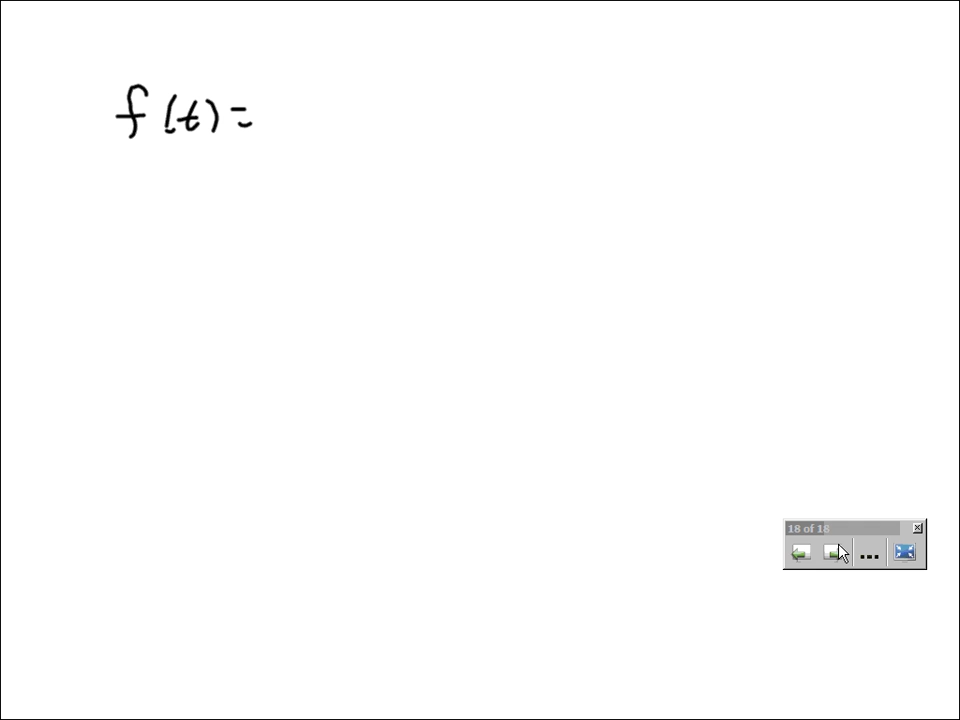 f(t)=
18 of 18
...